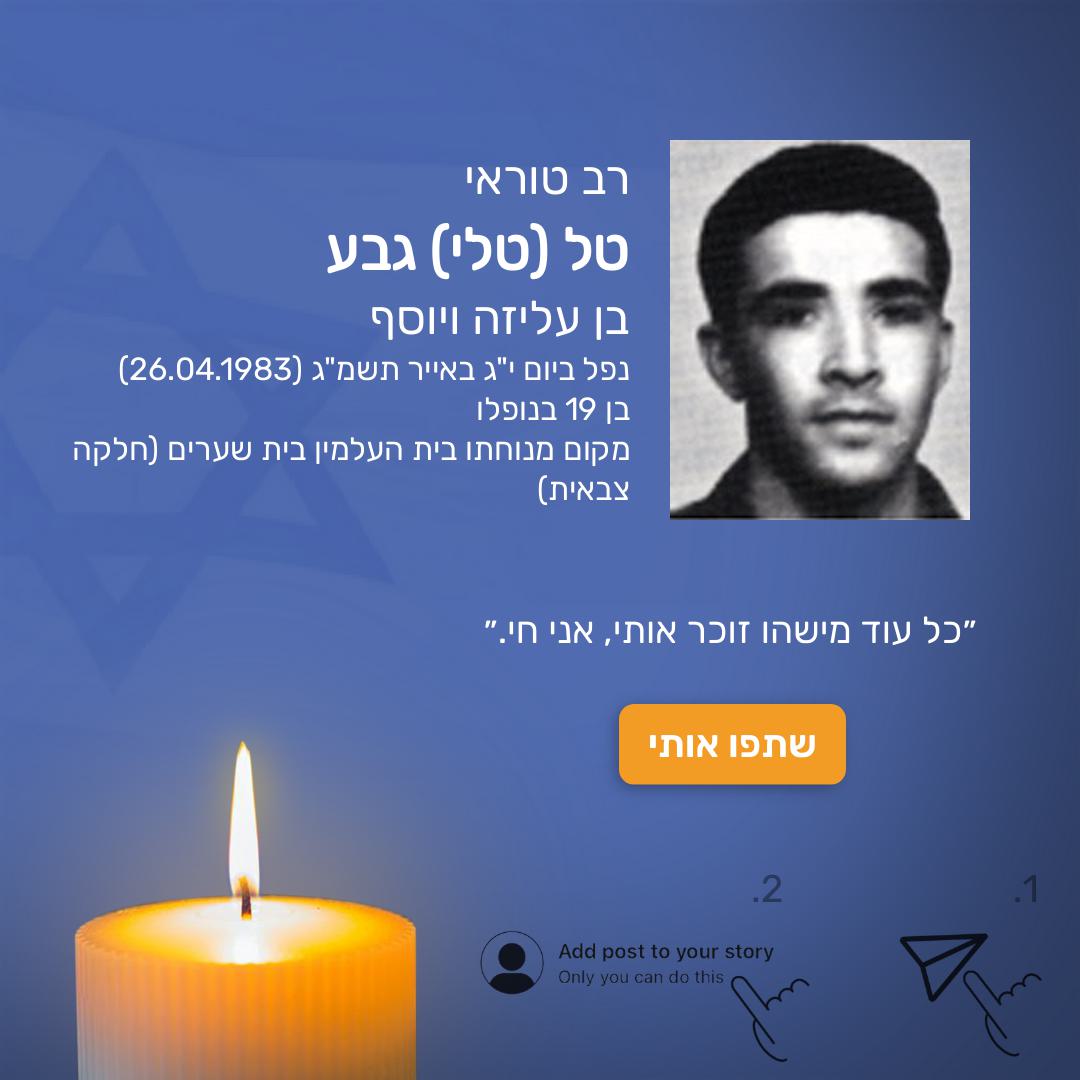 רב טוראי
טל (טלי) גבע
בן עליזה ויוסף
נפל ביום י"ג באייר תשמ"ג (26.04.1983)
בן 19 בנופלו
מקום מנוחתו בית העלמין בית שערים (חלקה
צבאית)
״כל עוד מישהו זוכר אותי, אני חי.״
שתפו אותי
.1
.2
Add post to your story
Only you can do this